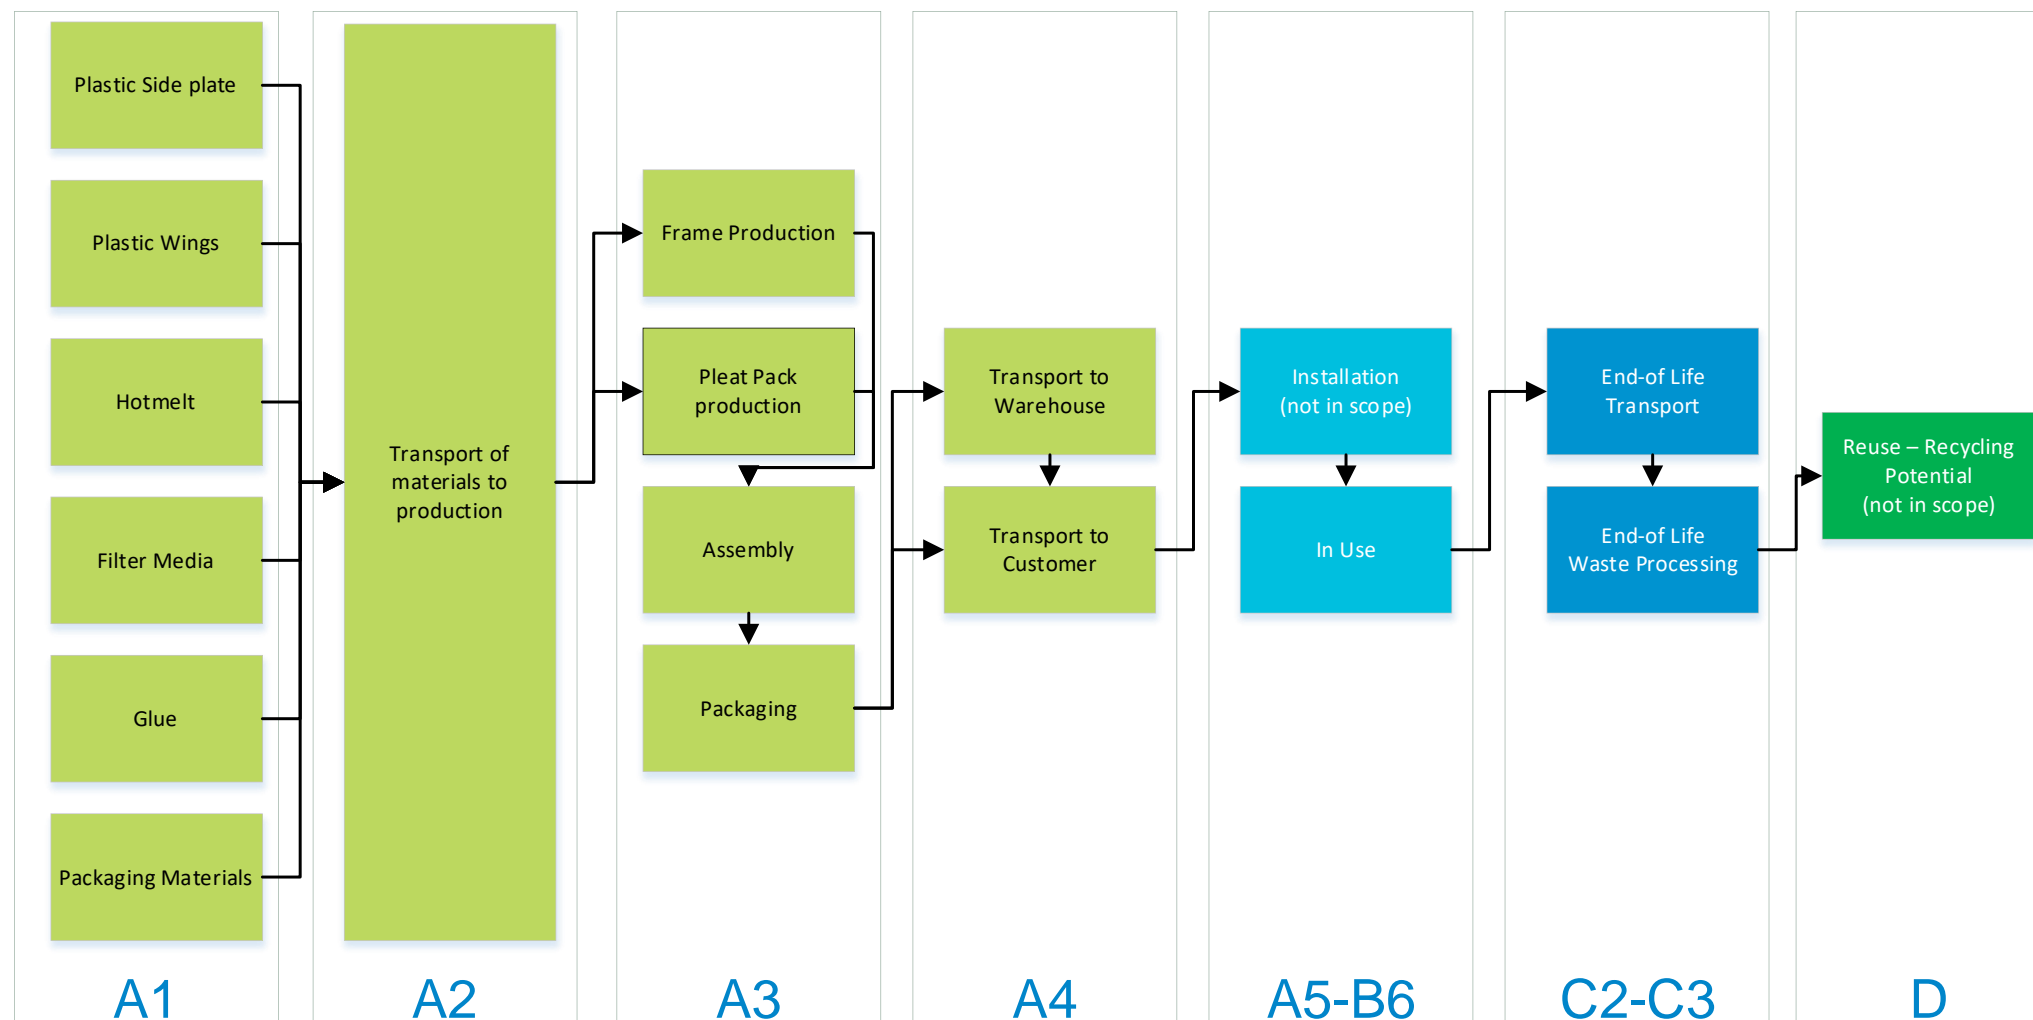 Plastic Side plate
Plastic Wings
Hotmelt
Filter Media
Glue
Packaging Materials
A1
Transport of
materials to
production
A2
Frame Production
Pleat Pack
production
Assembly
Packaging
A3
Transport to
Warehouse
Transport to
Customer
A4
Installation
(not in scope)
In Use
A5-B6
End-of Life
Transport
End-of Life
Waste Processing
C2-C3
Reuse – Recycling
Potential
(not in scope)
D